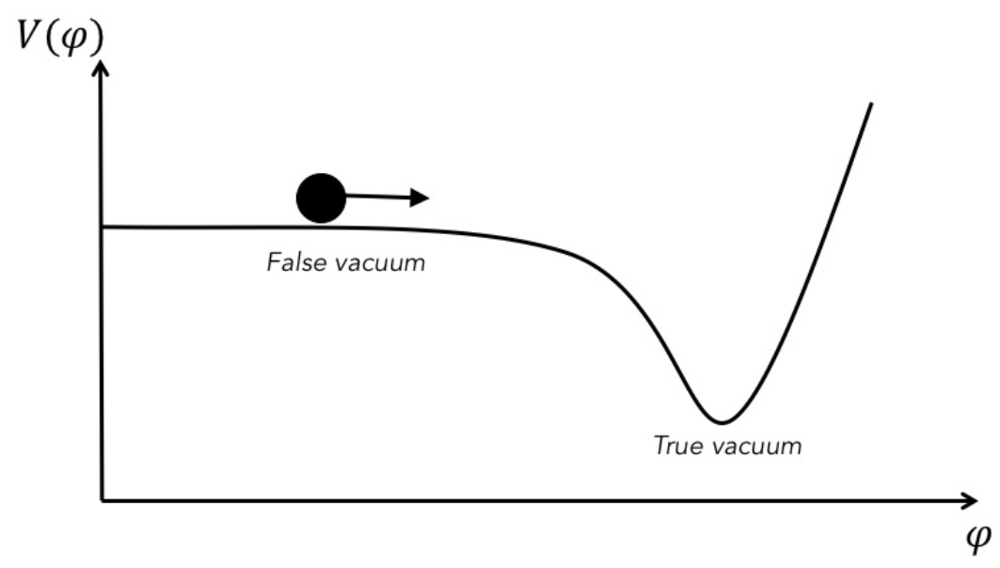 V(φ)
False vacuum
True vacuum
φ